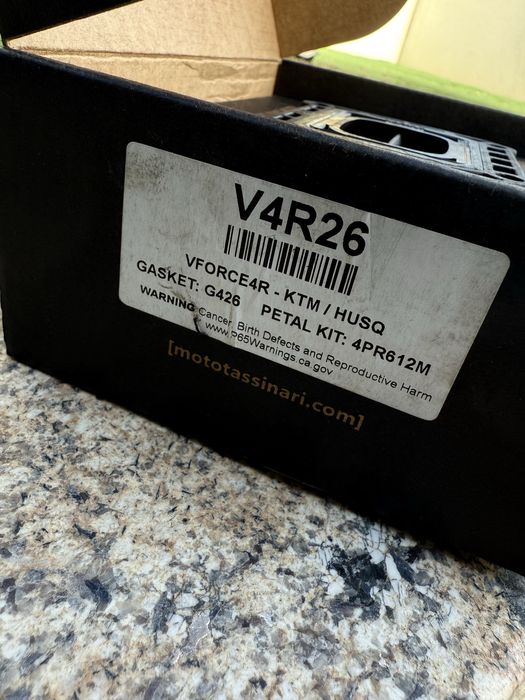 V4R26
VFORCE4R - KTM / HUSQ
GASKET: G426 PETAL KIT: 4PR612M
WARNING Cancer, Birth Defects and Reproductive Harm
www.P65Warnings.ca.gov
[mototassinari.com]